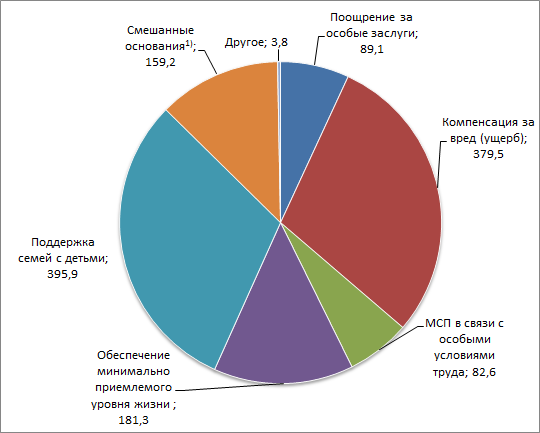 Поощрение за
особые заслуги;
89,1
Компенсация за
вред (ущерб);
379,5
МСП в связи с
особыми
условиями
труда; 82,6
Обеспечение
минимально
приемлемого
уровня жизни ;
181,3
Поддержка
семей с детьми;
395,9
Смешанные
основания¹⁾;
159,2
Другое; 3,8